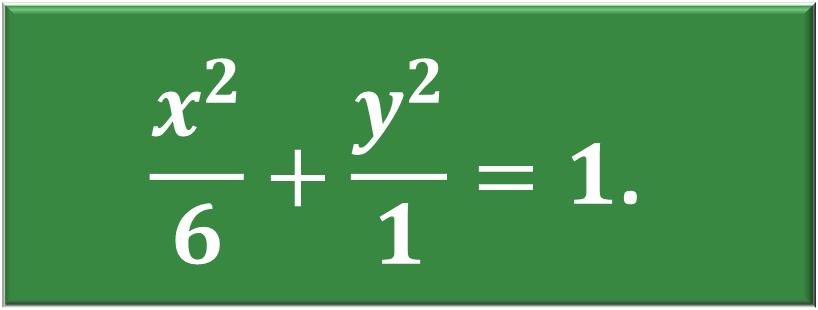 x²/6 + y²/1 = 1.